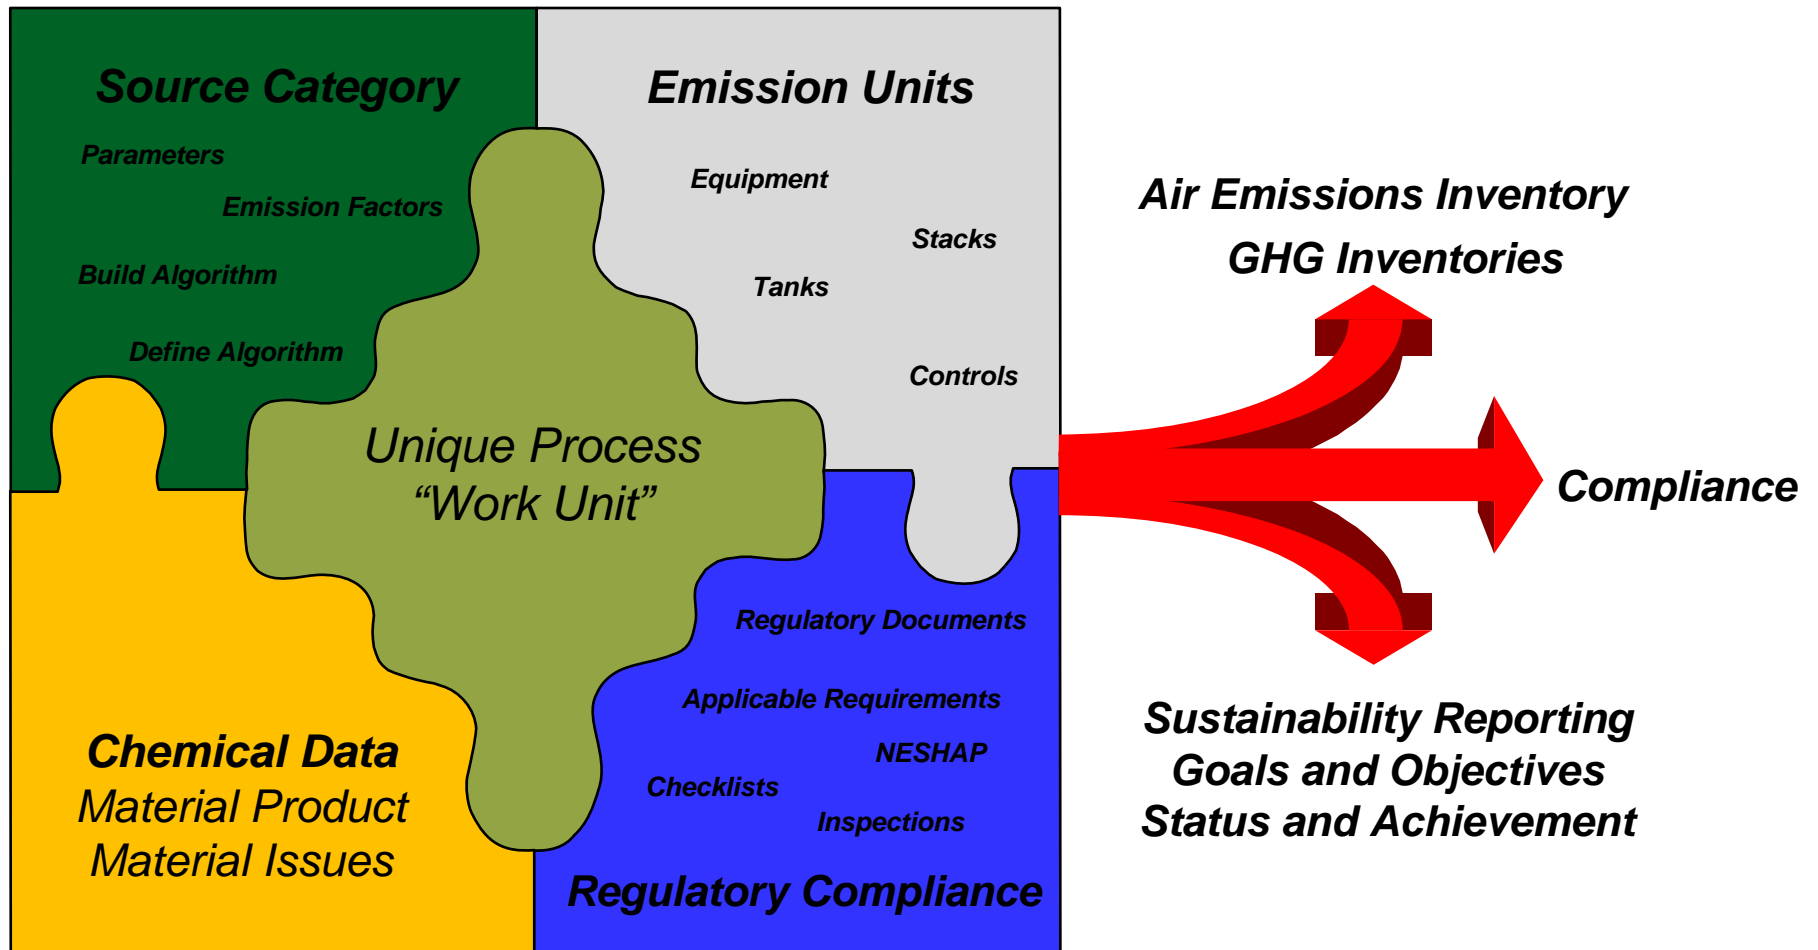 Source Category
Parameters
Emission Factors
Build Algorithm
Define Algorithm
Emission Units
Equipment
Stacks
Tanks
Controls
Unique Process
“Work Unit”
Chemical Data
Material Product
Material Issues
Regulatory Documents
Applicable Requirements
NESHAP
Checklists
Inspections
Regulatory Compliance
Air Emissions Inventory
GHG Inventories
Compliance
Sustainability Reporting
Goals and Objectives
Status and Achievement